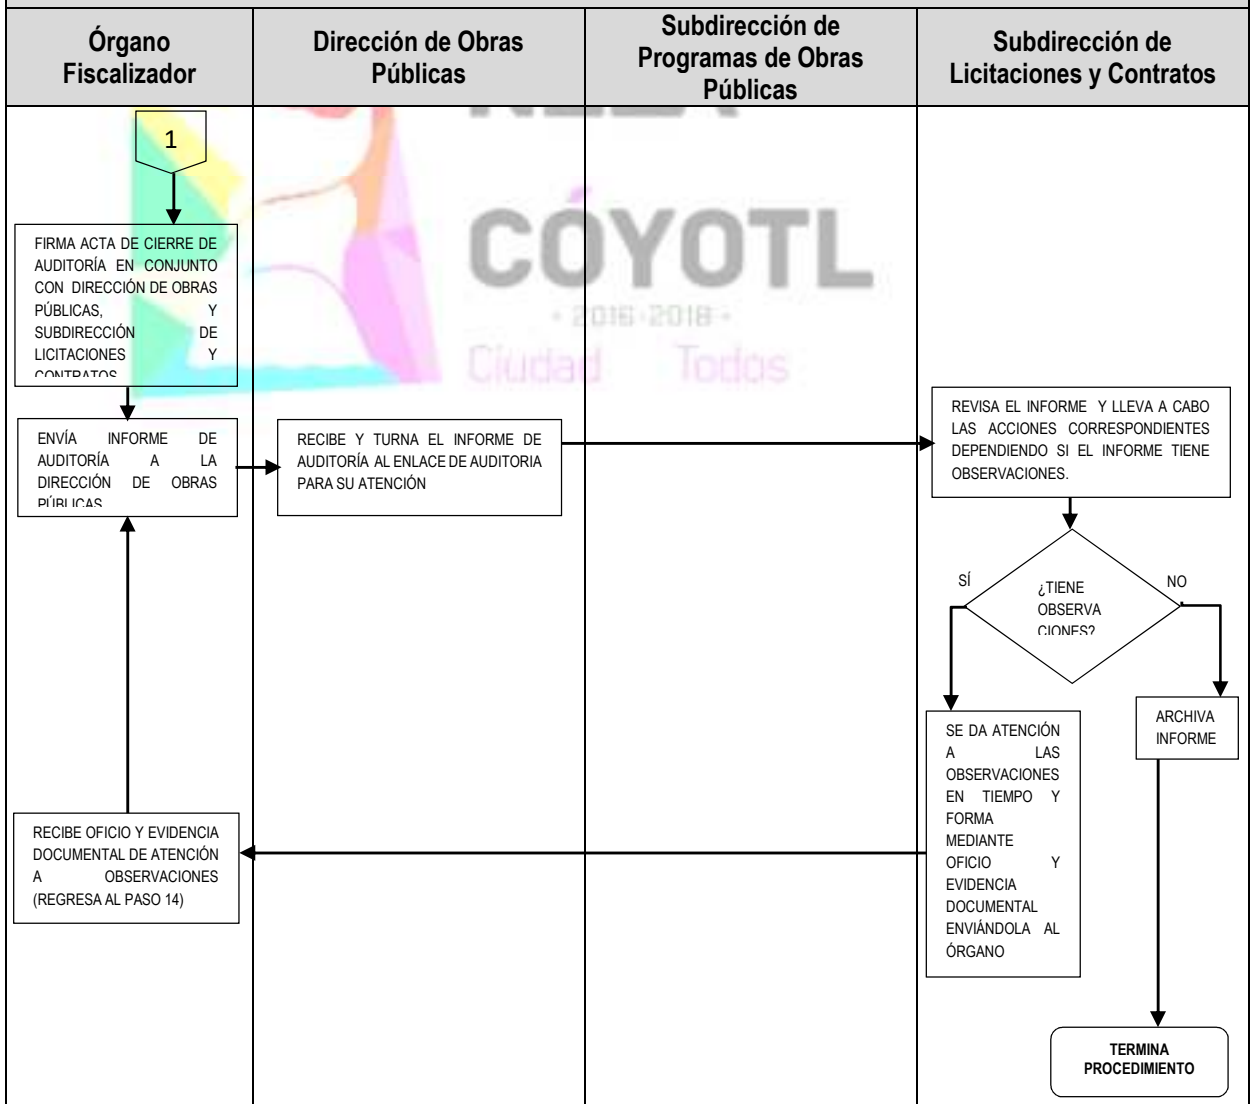 Órgano
Fiscalizador
Dirección de Obras
Públicas
Subdirección de
Programas de Obras
Públicas
Subdirección de
Licitaciones y Contratos
1
CÓYOTL
- 2016-2018 -
Ciudad Todos
FIRMA ACTA DE CIERRE DE
AUDITORÍA EN CONJUNTO
CON DIRECCIÓN DE OBRAS
PÚBLICAS, Y
SUBDIRECCIÓN DE
LICITACIONES Y
CONTRATOS
ENVÍA INFORME DE
AUDITORÍA A LA
DIRECCIÓN DE OBRAS
PÚBLICAS
RECIBE Y TURNA EL INFORME DE
AUDITORÍA AL ENLACE DE AUDITORIA
PARA SU ATENCIÓN
REVISA EL INFORME Y LLEVA A CABO
LAS ACCIONES CORRESPONDIENTES
DEPENDIENDO SI EL INFORME TIENE
OBSERVACIONES.
SÍ
¿TIENE
OBSERVA
CIONES?
NO
SE DA ATENCIÓN
A LAS
OBSERVACIONES
EN TIEMPO Y
FORMA
MEDIANTE
OFICIO Y
EVIDENCIA
DOCUMENTAL
ENVIÁNDOLA AL
ÓRGANO
ARCHIVA
INFORME
RECIBE OFICIO Y EVIDENCIA
DOCUMENTAL DE ATENCIÓN
A OBSERVACIONES
(REGRESA AL PASO 14)
TERMINA
PROCEDIMIENTO